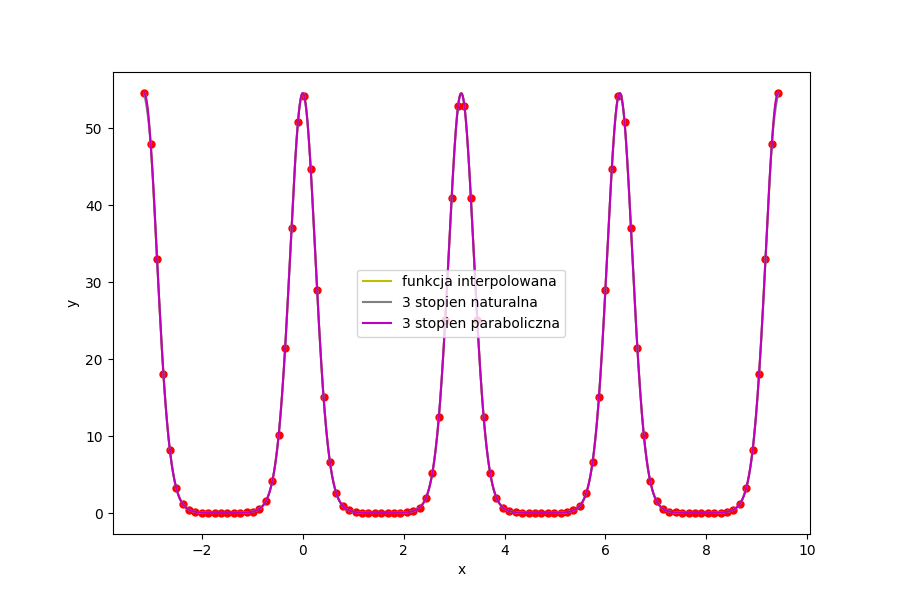 50
40
30
20
10
0
y
funkcja interpolowana
3 stopien naturalna
3 stopien paraboliczna
−2 0 2 4 6 8 10
x